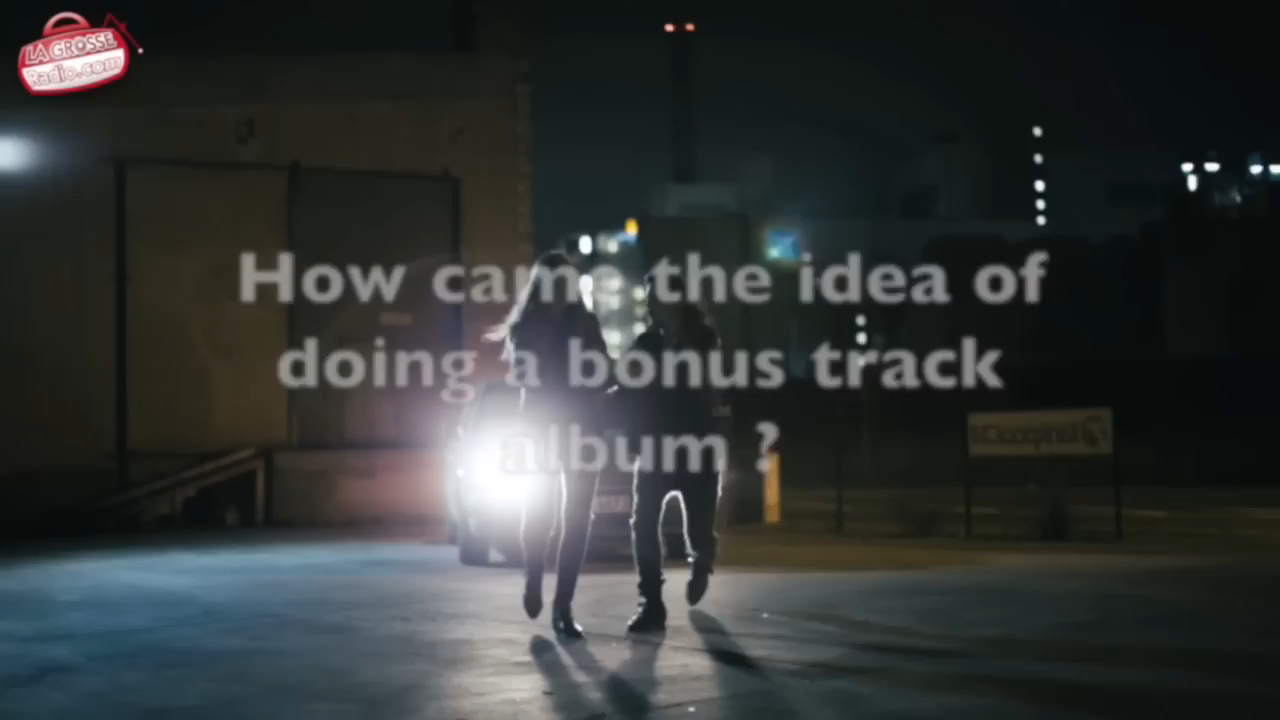 LA GROSSE
Radio.com
How came the idea of
doing a bonus track
album ?